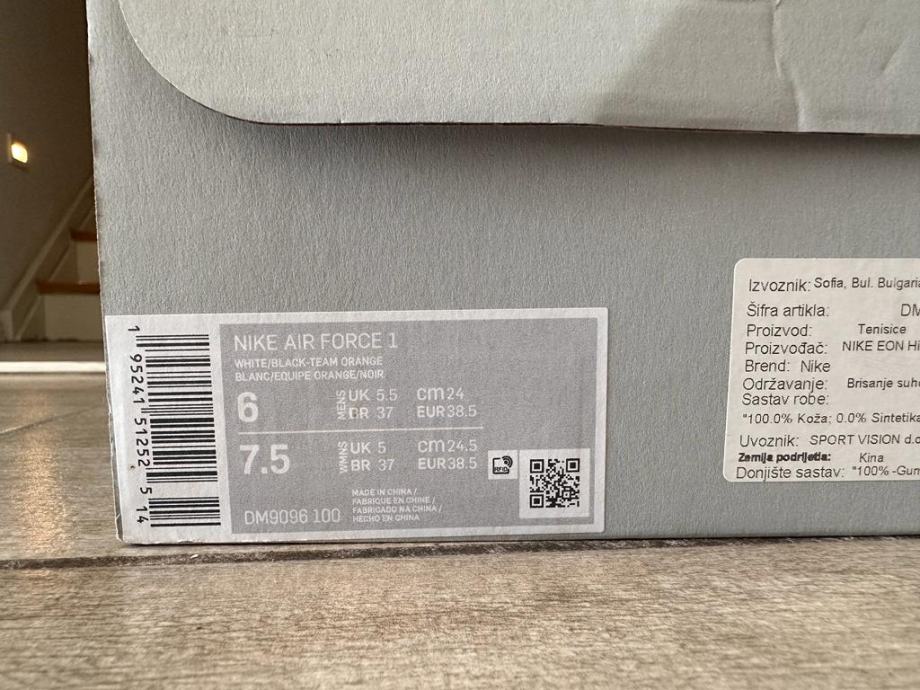 1 95241 51252 5 14
NIKE AIR FORCE 1
WHITE/BLACK-TEAM ORANGE
BLANC/EQUIPE ORANGE/NOIR
6 MENS UK 5.5 cm 24
BR 37 EUR 38.5
7.5 WMNS UK 5 cm 24.5
BR 37 EUR 38.5
RFID
MADE IN CHINA /
FABRIQUE EN CHINE /
FABRICADO NA CHINA /
HECHO EN CHINA
DM9096 100
Izvoznik: Sofia, Bul. Bulgaria
Šifra artikla: DM
Proizvod: Tenisice
Proizvođač: NIKE EON Hi
Brend: Nike
Održavanje: Brisanje suho
Sastav robe:
"100.0% Koža; 0.0% Sintetika
Uvoznik: SPORT VISION d.o
Zemlja podrijetla: Kina
Donjište sastav: "100% -Gum